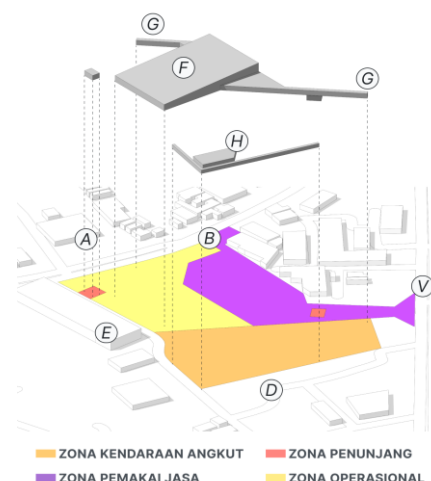 G
F
G
H
A
B
V
E
D
ZONA KENDARAAN ANGKUT
ZONA PENUNJANG
ZONA PEMAKAI JASA
ZONA OPERASIONAL